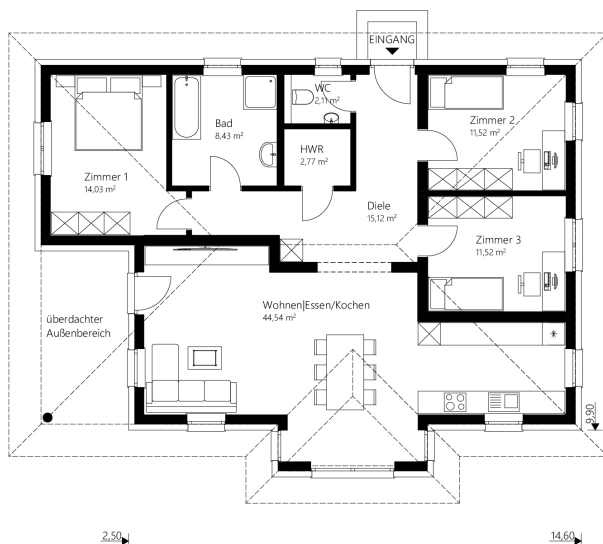 EINGANG
WC
2,11 m²
Bad
8,43 m²
Zimmer 2
11,52 m²
HWR
2,77 m²
Zimmer 1
14,03 m²
Diele
15,12 m²
Zimmer 3
11,52 m²
Wohnen|Essen/Kochen
44,54 m²
überdachter
Außenbereich
9,90
2,50
14,60